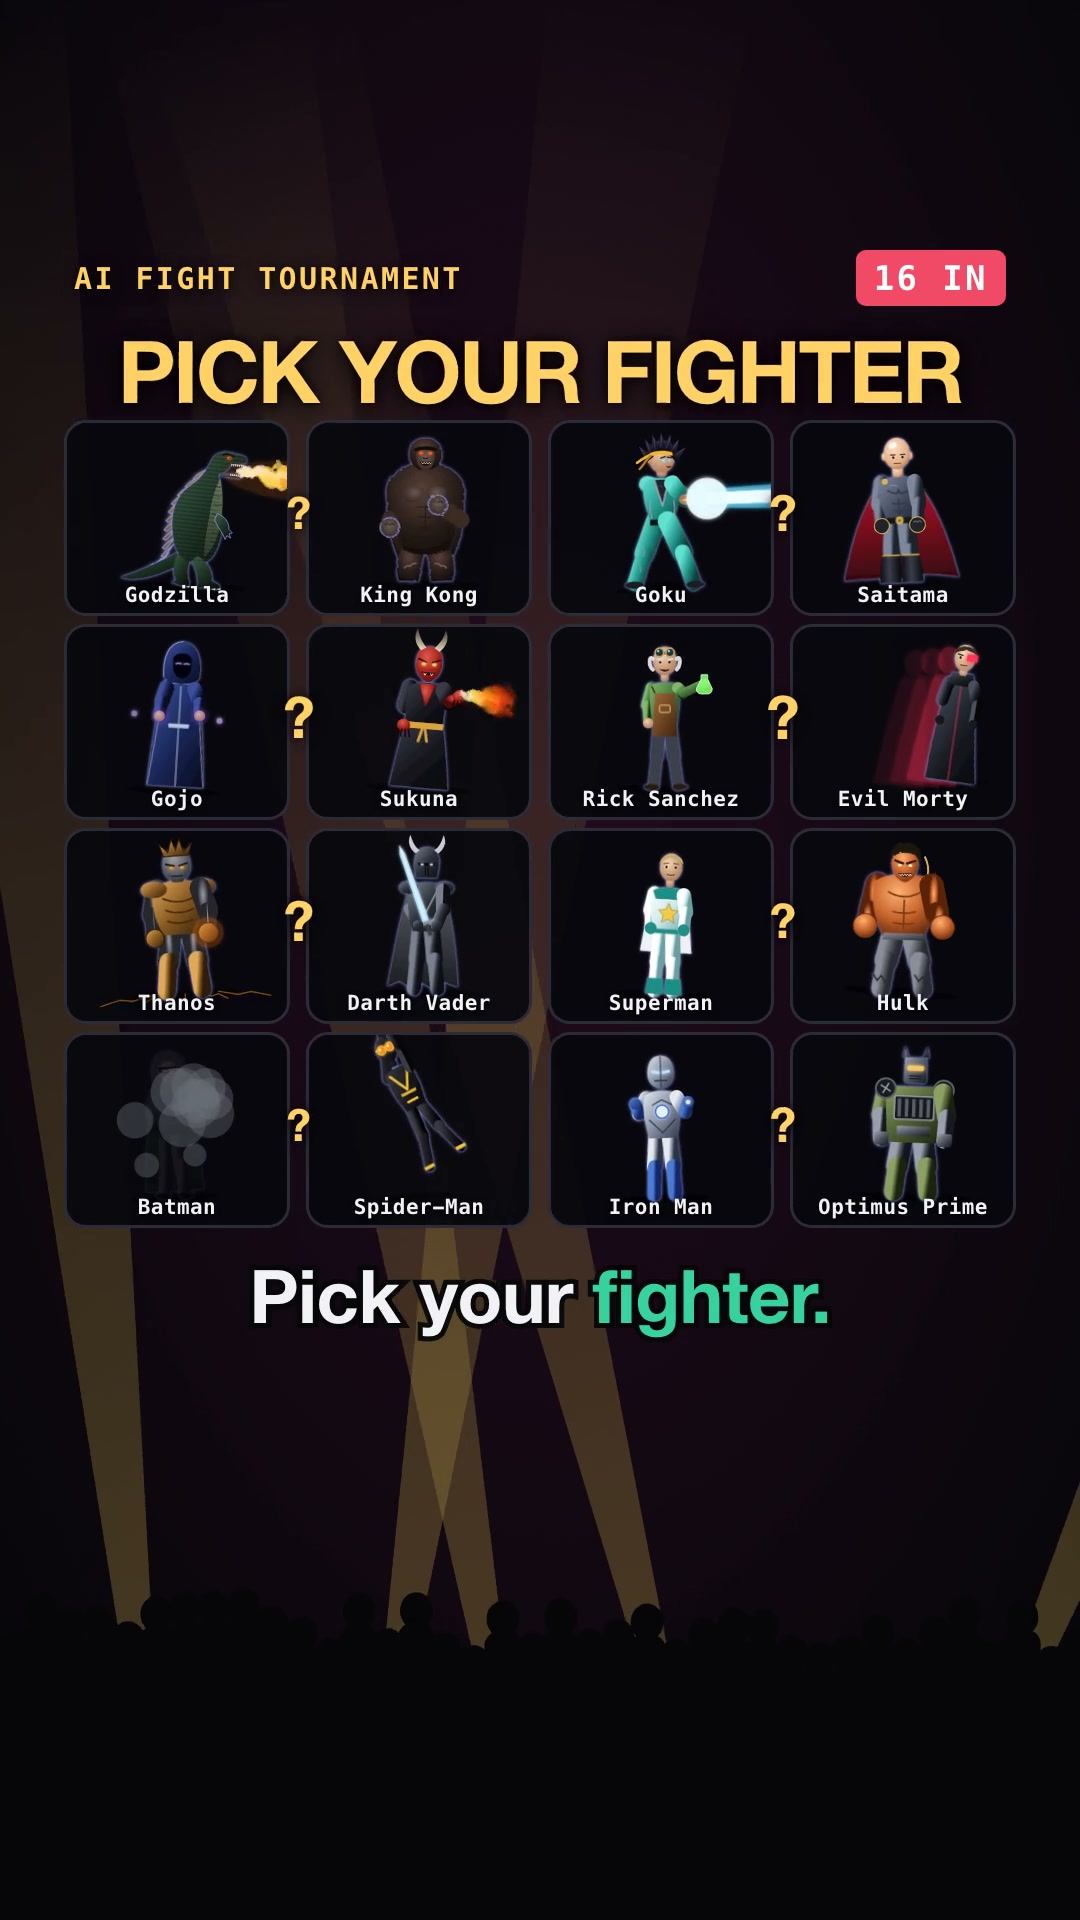 AI FIGHT TOURNAMENT
16 IN
PICK YOUR FIGHTER
Godzilla ? King Kong
Goku ? Saitama
Gojo ? Sukuna
Rick Sanchez ? Evil Morty
Thanos ? Darth Vader
Superman ? Hulk
Batman ? Spider-Man
Iron Man ? Optimus Prime
Pick your fighter.